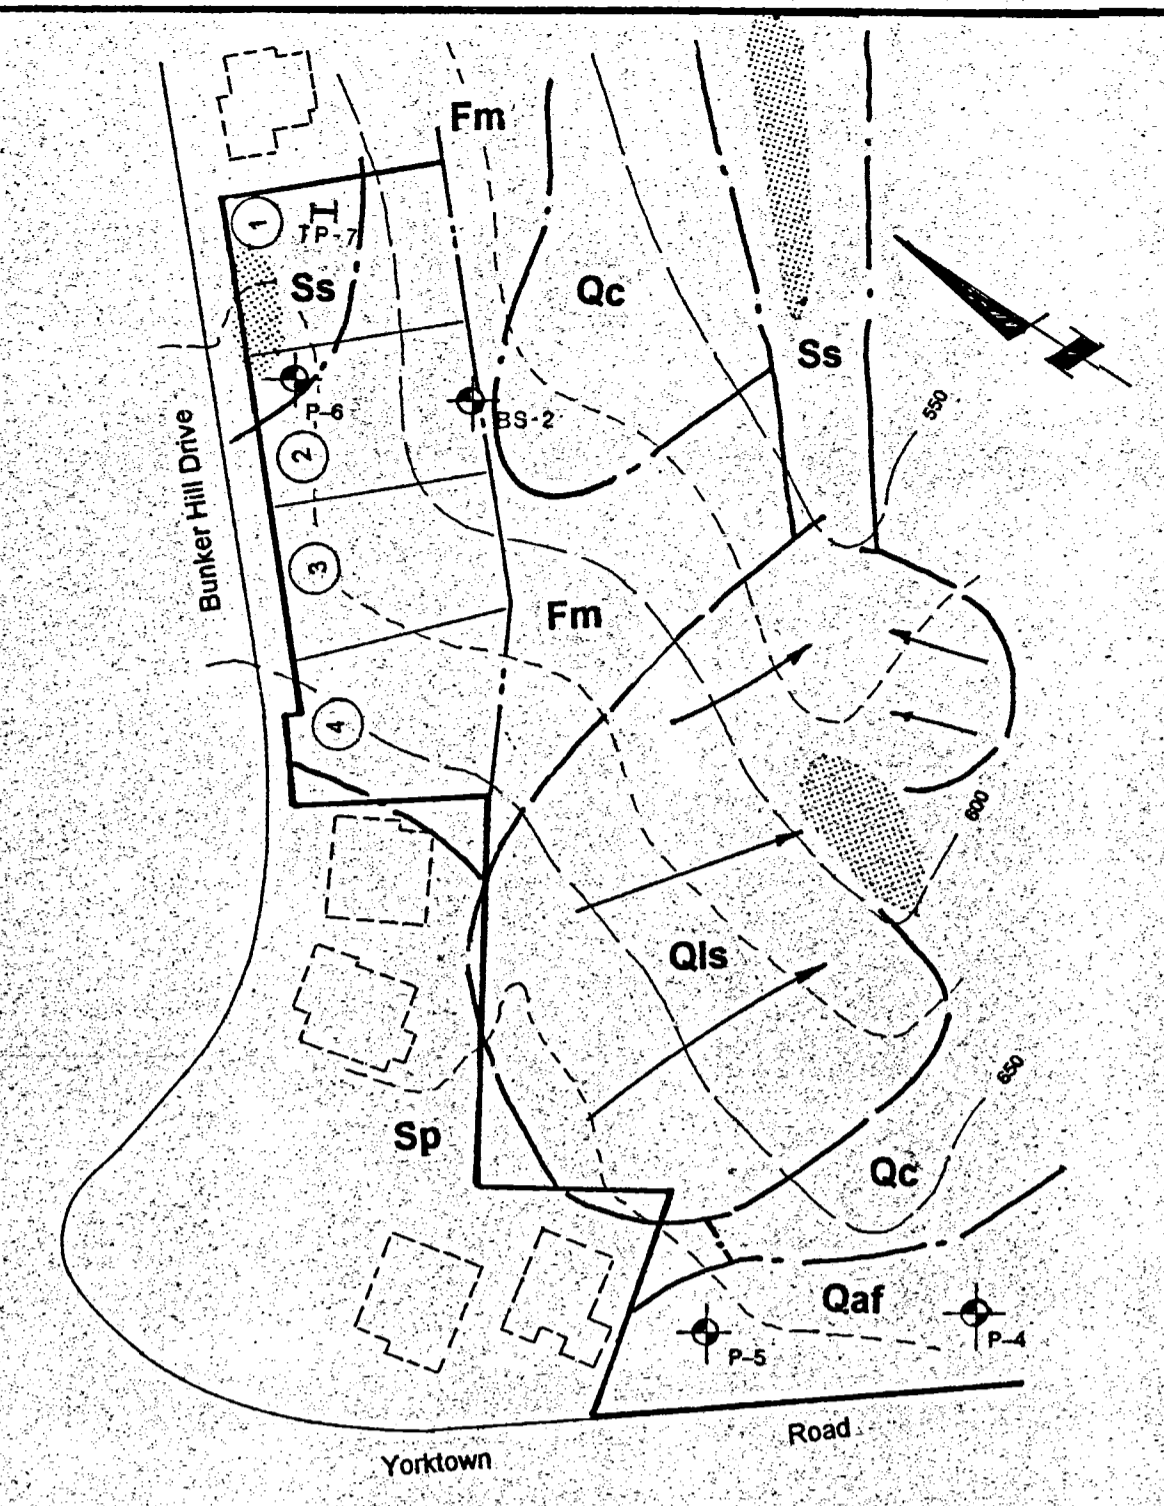 Fm
1
TP-7
Ss
Qc
Ss
550
P-6
BS-2
2
Bunker Hill Drive
3
Fm
4
600
Qls
650
Sp
Qc
Qaf
P-5
P-4
Road
Yorktown